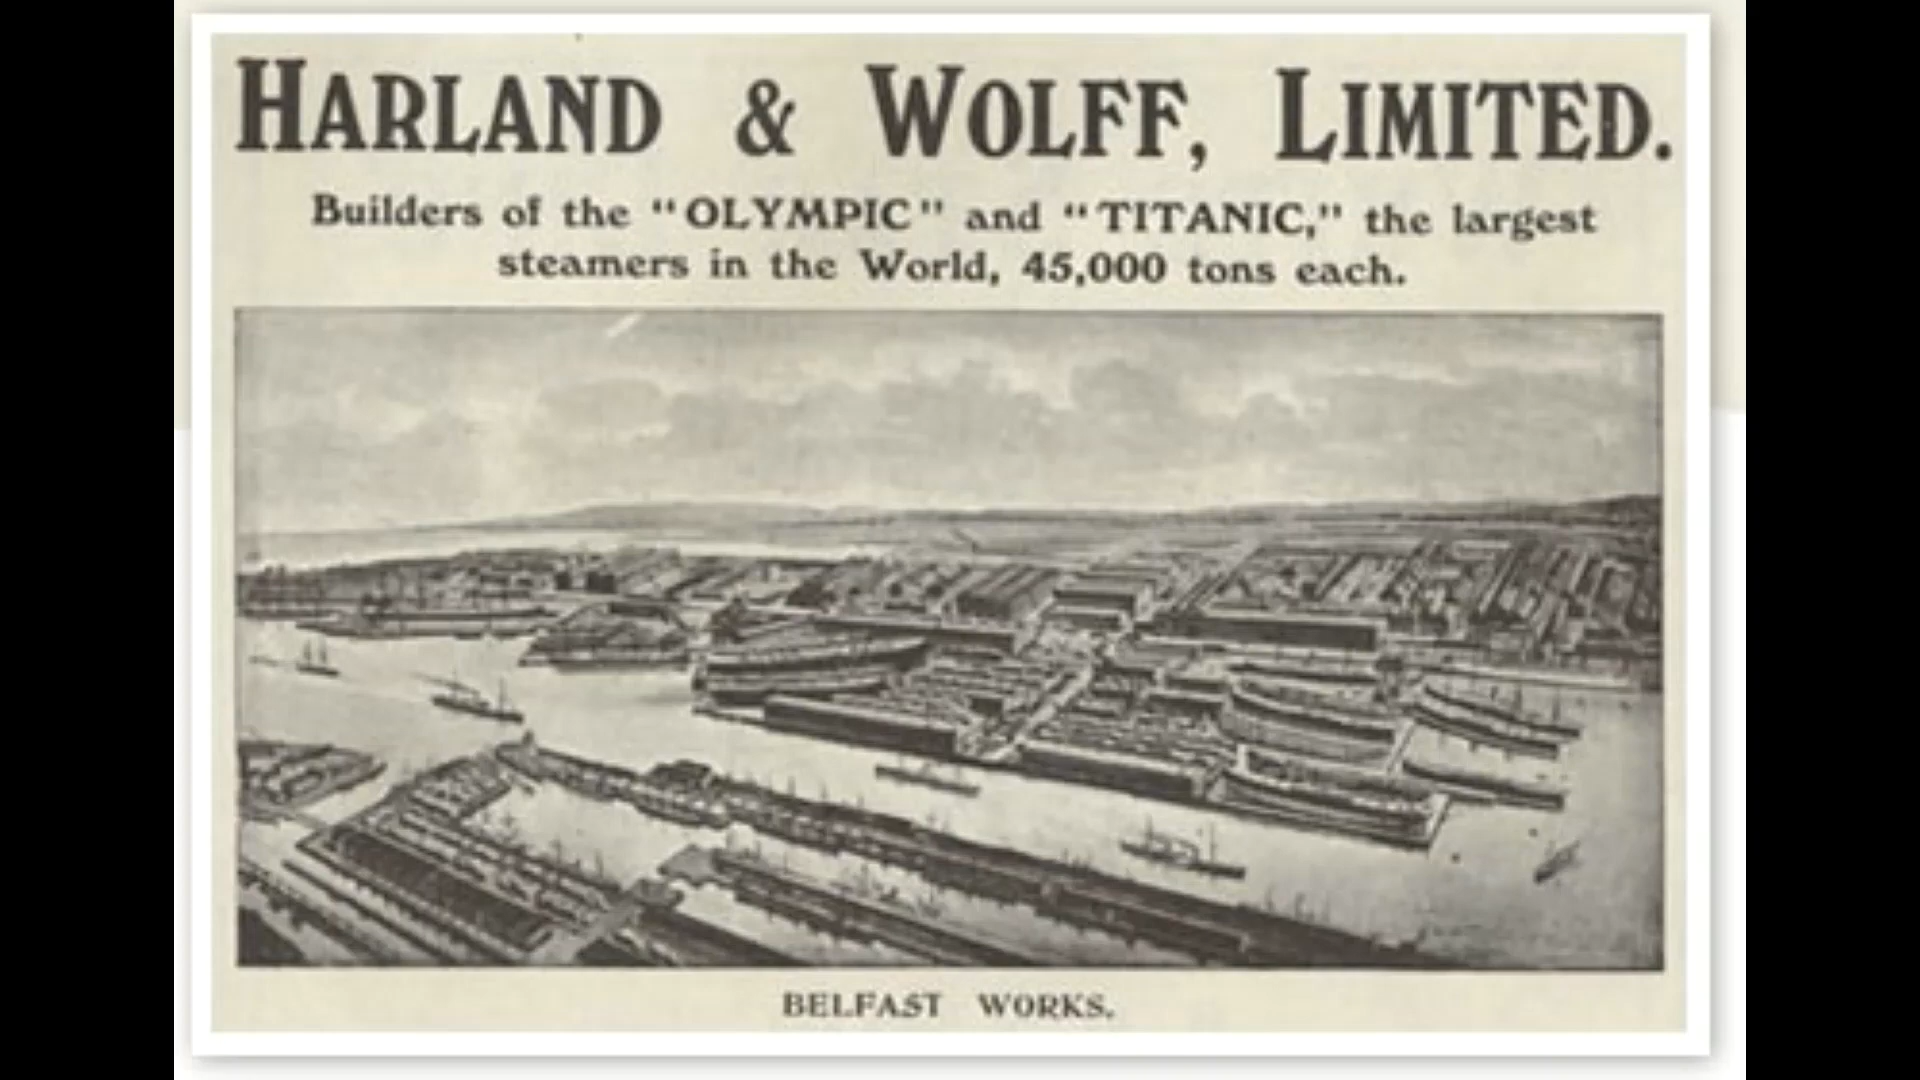 HARLAND & WOLFF, LIMITED.
Builders of the "OLYMPIC" and "TITANIC," the largest
steamers in the World, 45,000 tons each.
BELFAST WORKS.